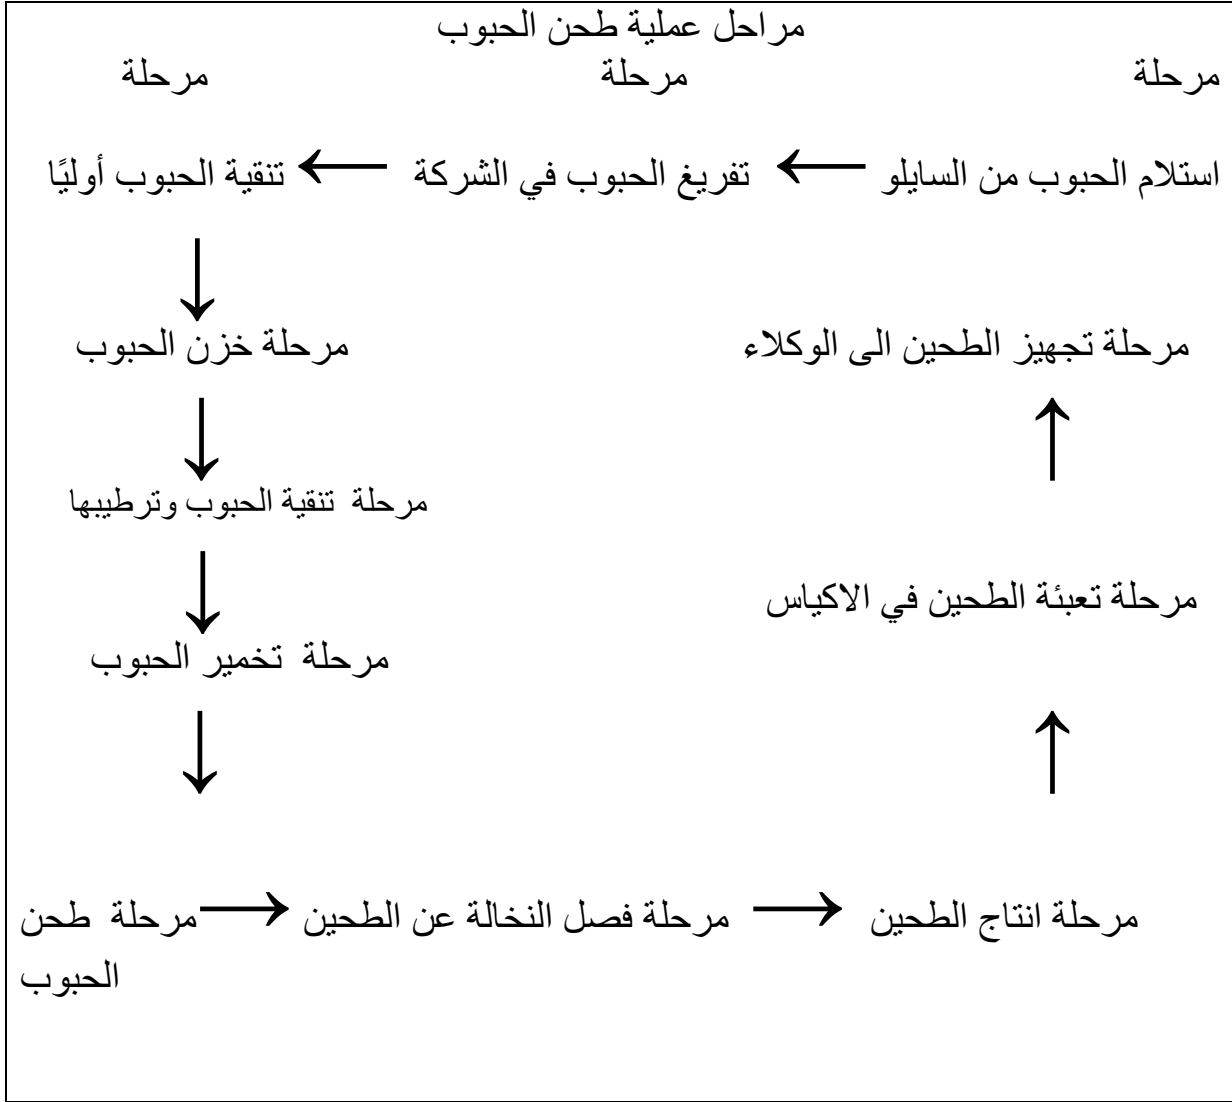 مراحل عملية طحن الحبوب
مرحلة مرحلة مرحلة
استلام الحبوب من السايلو ← تفريغ الحبوب في الشركة ← تنقية الحبوب أوليًا
مرحلة تجهيز الطحين الى الوكلاء مرحلة خزن الحبوب
مرحلة تنقية الحبوب وترطيبها
مرحلة تعبئة الطحين في الاكياس
مرحلة تخمير الحبوب
مرحلة انتاج الطحين → مرحلة فصل النخالة عن الطحين → مرحلة طحن
الحبوب